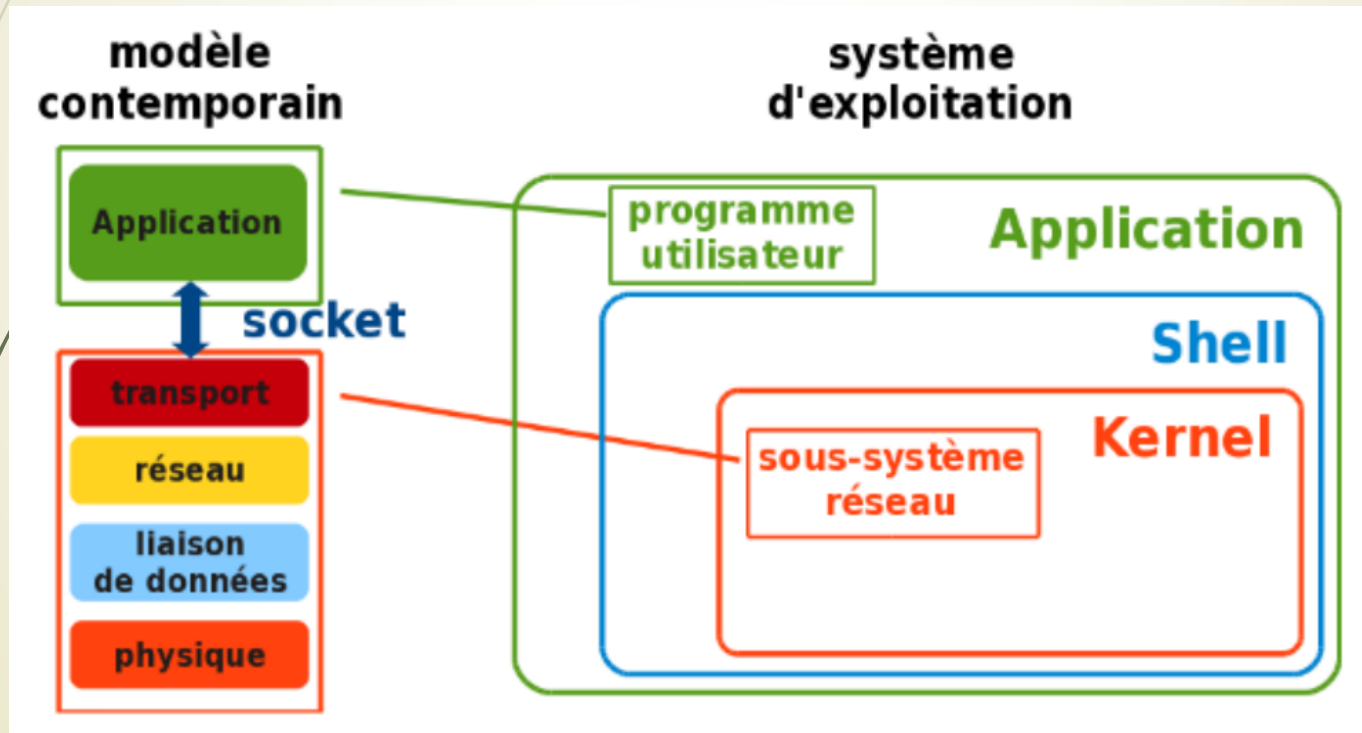 modèle
contemporain
Application
socket
transport
réseau
liaison
de données
physique
système
d'exploitation
programme
utilisateur
Application
Shell
Kernel
sous-système
réseau